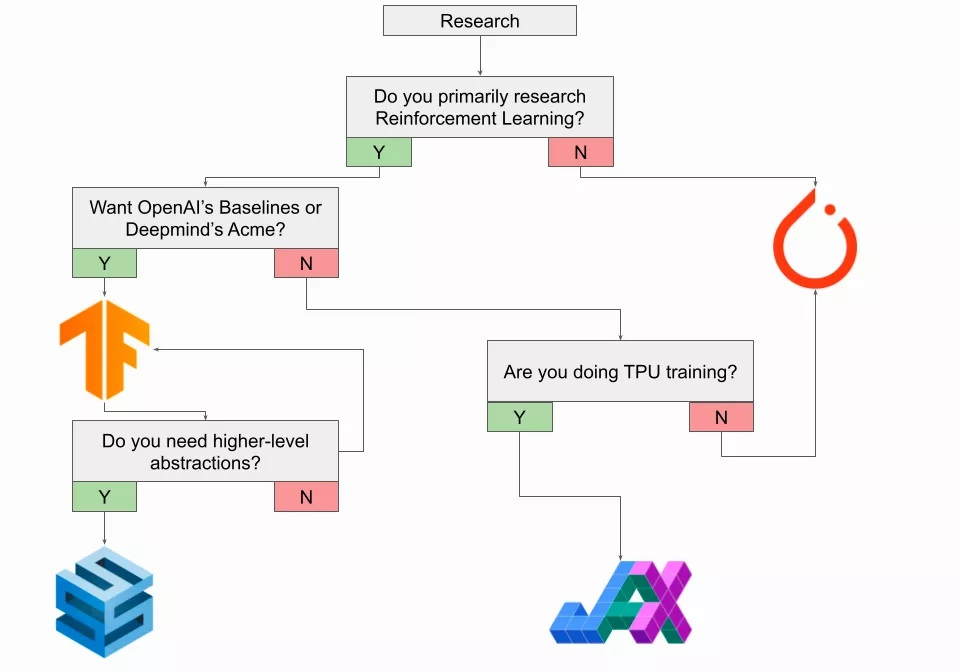 Research
Do you primarily research
Reinforcement Learning?
Y
N
Want OpenAI's Baselines or
Deepmind's Acme?
Y
N
Are you doing TPU training?
Y
N
Do you need higher-level
abstractions?
Y
N
JAX